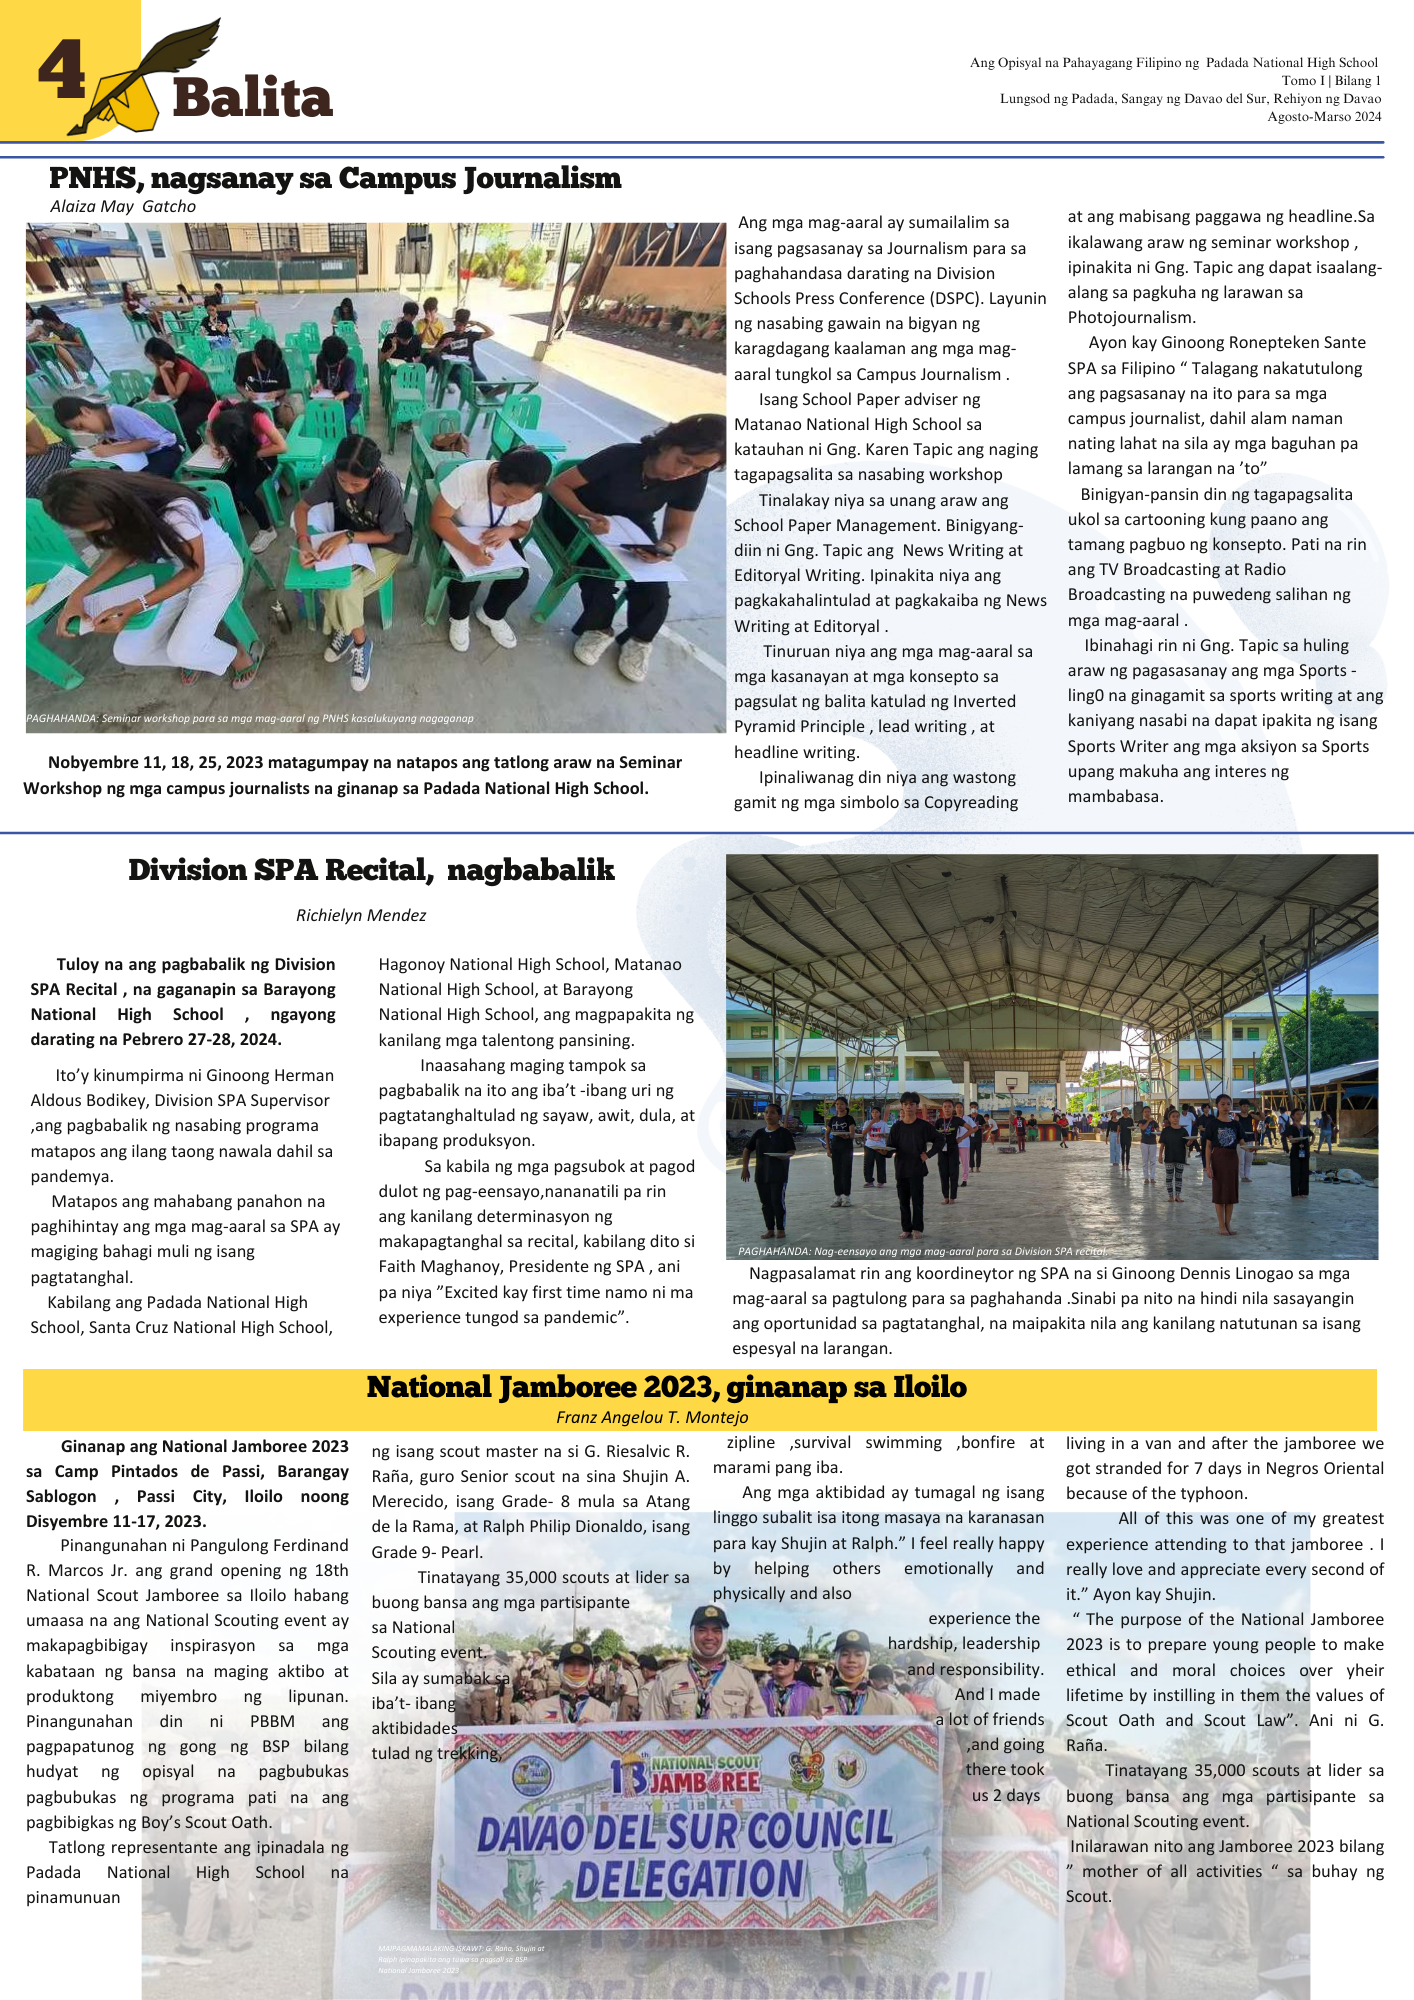 4
Balita
Ang Opisyal na Pahayagang Filipino ng Padada National High School
Tomo I | Bilang 1
Lungsod ng Padada, Sangay ng Davao del Sur, Rehiyon ng Davao
Agosto-Marso 2024
PNHS, nagsanay sa Campus Journalism
Alaiza May Gatcho
PAGHAHANDA: Seminar workshop para sa mga mag-aaral ng PNHS kasalukuyang nagaganap
Nobyembre 11, 18, 25, 2023 matagumpay na natapos ang tatlong araw na Seminar
Workshop ng mga campus journalists na ginanap sa Padada National High School.
Ang mga mag-aaral ay sumailalim sa
isang pagsasanay sa Journalism para sa
paghahandasa darating na Division
Schools Press Conference (DSPC). Layunin
ng nasabing gawain na bigyan ng
karagdagang kaalaman ang mga mag-
aaral tungkol sa Campus Journalism .
Isang School Paper adviser ng
Matanao National High School sa
katauhan ni Gng. Karen Tapic ang naging
tagapagsalita sa nasabing workshop
Tinalakay niya sa unang araw ang
School Paper Management. Binigyang-
diin ni Gng. Tapic ang News Writing at
Editoryal Writing. Ipinakita niya ang
pagkakahalintulad at pagkakaiba ng News
Writing at Editoryal .
Tinuruan niya ang mga mag-aaral sa
mga kasanayan at mga konsepto sa
pagsulat ng balita katulad ng Inverted
Pyramid Principle , lead writing , at
headline writing.
Ipinaliwanag din niya ang wastong
gamit ng mga simbolo sa Copyreading
at ang mabisang paggawa ng headline.Sa
ikalawang araw ng seminar workshop ,
ipinakita ni Gng. Tapic ang dapat isaalang-
alang sa pagkuha ng larawan sa
Photojournalism.
Ayon kay Ginoong Ronepteken Sante
SPA sa Filipino “ Talagang nakatutulong
ang pagsasanay na ito para sa mga
campus journalist, dahil alam naman
nating lahat na sila ay mga baguhan pa
lamang sa larangan na ’to”
Binigyan-pansin din ng tagapagsalita
ukol sa cartooning kung paano ang
tamang pagbuo ng konsepto. Pati na rin
ang TV Broadcasting at Radio
Broadcasting na puwedeng salihan ng
mga mag-aaral .
Ibinahagi rin ni Gng. Tapic sa huling
araw ng pagasasanay ang mga Sports -
ling0 na ginagamit sa sports writing at ang
kaniyang nasabi na dapat ipakita ng isang
Sports Writer ang mga aksiyon sa Sports
upang makuha ang interes ng
mambabasa.
Division SPA Recital, nagbabalik
Richielyn Mendez
Tuloy na ang pagbabalik ng Division
SPA Recital , na gaganapin sa Barayong
National High School , ngayong
darating na Pebrero 27-28, 2024.
Ito’y kinumpirma ni Ginoong Herman
Aldous Bodikey, Division SPA Supervisor
,ang pagbabalik ng nasabing programa
matapos ang ilang taong nawala dahil sa
pandemya.
Matapos ang mahabang panahon na
paghihintay ang mga mag-aaral sa SPA ay
magiging bahagi muli ng isang
pagtatanghal.
Kabilang ang Padada National High
School, Santa Cruz National High School,
Hagonoy National High School, Matanao
National High School, at Barayong
National High School, ang magpapakita ng
kanilang mga talentong pansining.
Inaasahang maging tampok sa
pagbabalik na ito ang iba’t -ibang uri ng
pagtatanghaltulad ng sayaw, awit, dula, at
ibapang produksyon.
Sa kabila ng mga pagsubok at pagod
dulot ng pag-eensayo,nananatili pa rin
ang kanilang determinasyon ng
makapagtanghal sa recital, kabilang dito si
Faith Maghanoy, Presidente ng SPA , ani
pa niya ”Excited kay first time namo ni ma
experience tungod sa pandemic”.
PAGHAHANDA: Nag-eensayo ang mga mag-aaral para sa Division SPA recital.
Nagpasalamat rin ang koordineytor ng SPA na si Ginoong Dennis Linogao sa mga
mag-aaral sa pagtulong para sa paghahanda .Sinabi pa nito na hindi nila sasayangin
ang oportunidad sa pagtatanghal, na maipakita nila ang kanilang natutunan sa isang
espesyal na larangan.
National Jamboree 2023, ginanap sa Iloilo
Franz Angelou T. Montejo
Ginanap ang National Jamboree 2023
sa Camp Pintados de Passi, Barangay
Sablogon , Passi City, Iloilo noong
Disyembre 11-17, 2023.
Pinangunahan ni Pangulong Ferdinand
R. Marcos Jr. ang grand opening ng 18th
National Scout Jamboree sa Iloilo habang
umaasa na ang National Scouting event ay
makapagbibigay inspirasyon sa mga
kabataan ng bansa na maging aktibo at
produktong miyembro ng lipunan.
Pinangunahan din ni PBBM ang
pagpapatunog ng gong ng BSP bilang
hudyat ng opisyal na pagbubukas
pagbubukas ng programa pati na ang
pagbibigkas ng Boy’s Scout Oath.
Tatlong representante ang ipinadala ng
Padada National High School na
pinamunuan
ng isang scout master na si G. Riesalvic R.
Raña, guro Senior scout na sina Shujin A.
Merecido, isang Grade- 8 mula sa Atang
de la Rama, at Ralph Philip Dionaldo, isang
Grade 9- Pearl.
Tinatayang 35,000 scouts at lider sa
buong bansa ang mga partisipante
sa National
Scouting event.
Sila ay sumabak sa
iba’t- ibang
aktibidades
tulad ng trekking,
zipline ,survival swimming ,bonfire at
marami pang iba.
Ang mga aktibidad ay tumagal ng isang
linggo subalit isa itong masaya na karanasan
para kay Shujin at Ralph.” I feel really happy
by helping others emotionally and
physically and also
experience the
hardship, leadership
and responsibility.
And I made
a lot of friends
,and going
there took
us 2 days
living in a van and after the jamboree we
got stranded for 7 days in Negros Oriental
because of the typhoon.
All of this was one of my greatest
experience attending to that jamboree . I
really love and appreciate every second of
it.” Ayon kay Shujin.
“ The purpose of the National Jamboree
2023 is to prepare young people to make
ethical and moral choices over yheir
lifetime by instilling in them the values of
Scout Oath and Scout Law”. Ani ni G.
Raña.
Tinatayang 35,000 scouts at lider sa
buong bansa ang mga partisipante sa
National Scouting event.
Inilarawan nito ang Jamboree 2023 bilang
” mother of all activities “ sa buhay ng
Scout.
18th NATIONAL SCOUT
JAMBOREE
DAVAO DEL SUR COUNCIL
DELEGATION
MAIPAGMAMALAKING ISKAWT: G. Raña, Shujin at
Ralph ipinapakita ang tuwa sa pagsali sa BSP
National Jamboree 2023
DAVAO DEL SUR COUNCIL